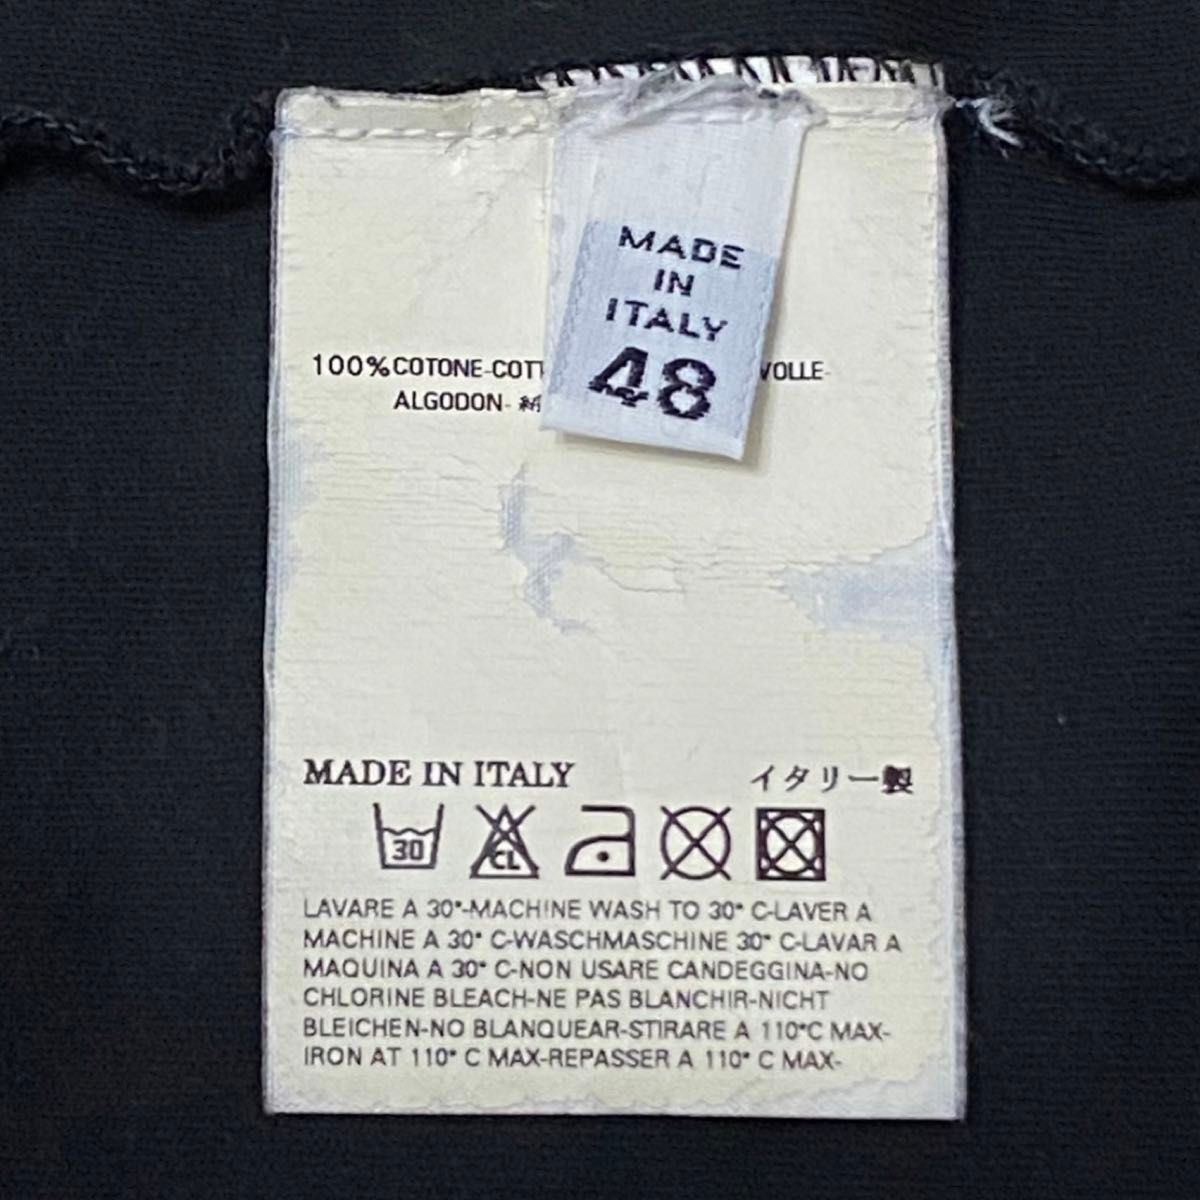 MADE
IN
ITALY
48
100%COTONE-COTT
VOLLE-
ALGODON-
MADE IN ITALY
イタリー製
30
CL
LAVARE A 30°-MACHINE WASH TO 30° C-LAVER A
MACHINE A 30° C-WASCHMASCHINE 30° C-LAVAR A
MAQUINA A 30° C-NON USARE CANDEGGINA-NO
CHLORINE BLEACH-NE PAS BLANCHIR-NICHT
BLEICHEN-NO BLANQUEAR-STIRARE A 110°C MAX-
IRON AT 110° C MAX-REPASSER A 110° C MAX-